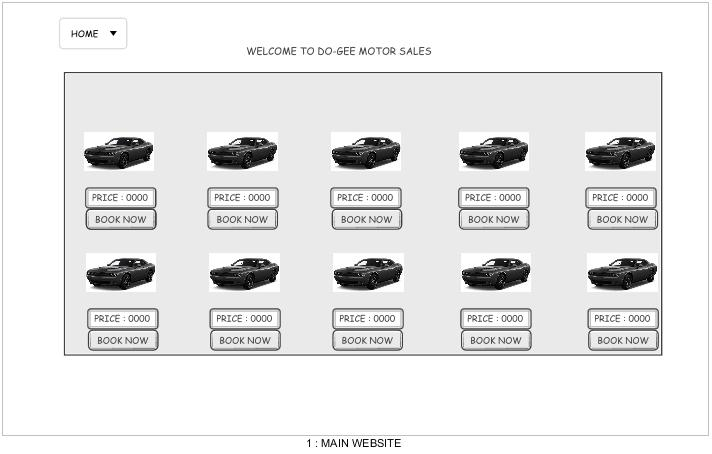 HOME
WELCOME TO DO-GEE MOTOR SALES
PRICE : 0000 PRICE : 0000 PRICE : 0000 PRICE : 0000 PRICE : 0000
BOOK NOW BOOK NOW BOOK NOW BOOK NOW BOOK NOW
PRICE : 0000 PRICE : 0000 PRICE : 0000 PRICE : 0000 PRICE : 0000
BOOK NOW BOOK NOW BOOK NOW BOOK NOW BOOK NOW
1 : MAIN WEBSITE